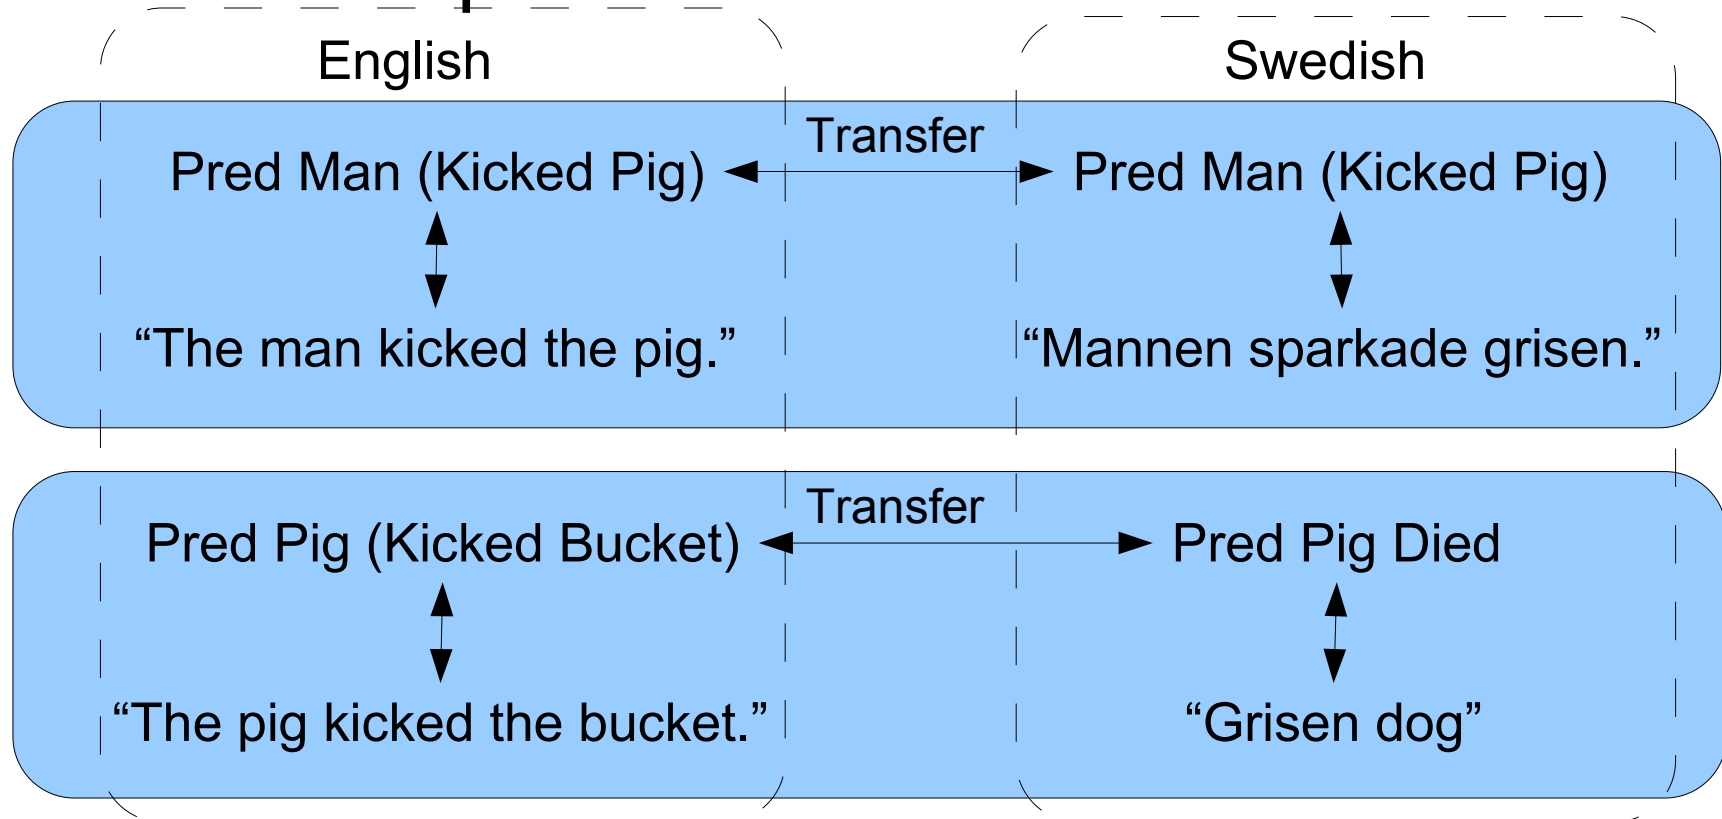 English Swedish
Transfer
Pred Man (Kicked Pig) Pred Man (Kicked Pig)
“The man kicked the pig.” “Mannen sparkade grisen.”
Transfer
Pred Pig (Kicked Bucket) Pred Pig Died
“The pig kicked the bucket.” “Grisen dog”